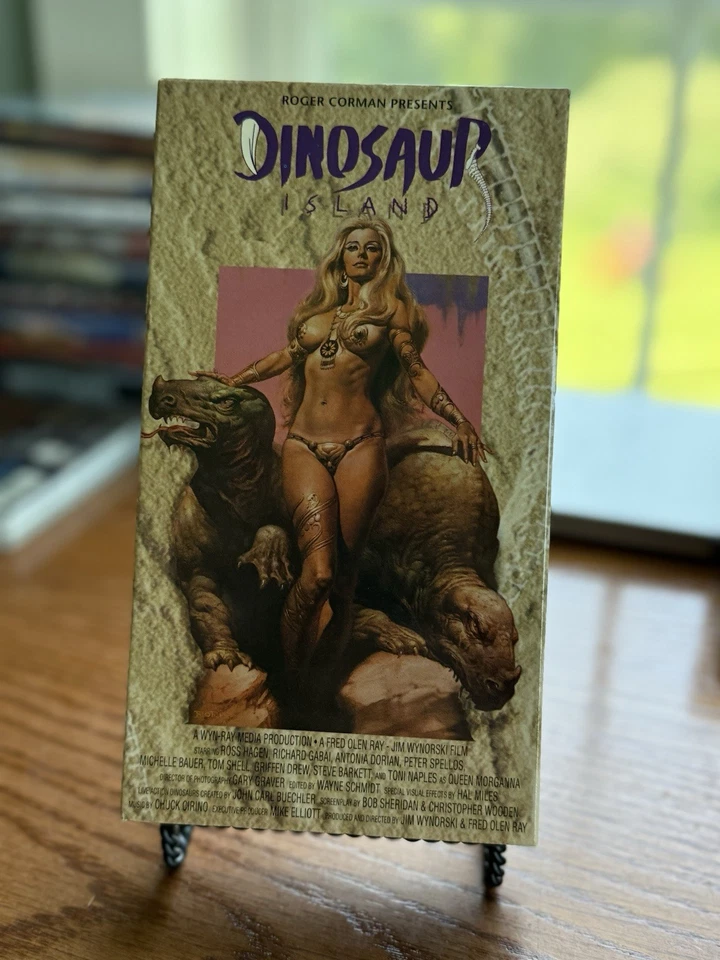 ROGER CORMAN PRESENTS
DINOSAUR
ISLAND
A WYN-RAY MEDIA PRODUCTION • A FRED OLEN RAY - JIM WYNORSKI FILM
STARRING ROSS HAGEN, RICHARD GABAI, ANTONIA DORIAN, PETER SPELLOS,
MICHELLE BAUER, TOM SHELL, GRIFFEN DREW, STEVE BARKETT, AND TONI NAPLES AS QUEEN MORGANNA
DIRECTOR OF PHOTOGRAPHY GARY GRAVER EDITED BY WAYNE SCHMIDT SPECIAL VISUAL EFFECTS BY HAL MILES
LIVE ACTION DINOSAURS CREATED BY JOHN CARL BUECHLER SCREENPLAY BY BOB SHERIDAN & CHRISTOPHER WOODEN
MUSIC BY CHUCK CIRINO EXECUTIVE PRODUCER MIKE ELLIOTT PRODUCED AND DIRECTED BY JIM WYNORSKI & FRED OLEN RAY